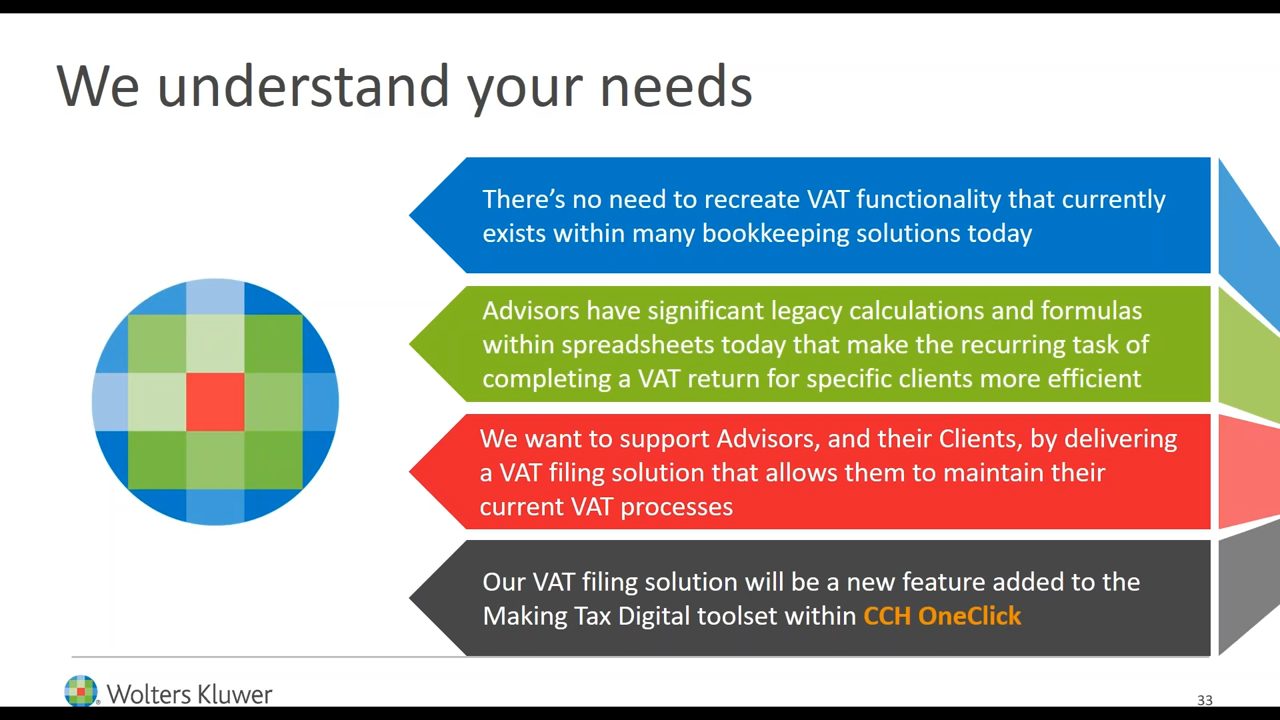 We understand your needs
There’s no need to recreate VAT functionality that currently
exists within many bookkeeping solutions today
Advisors have significant legacy calculations and formulas
within spreadsheets today that make the recurring task of
completing a VAT return for specific clients more efficient
We want to support Advisors, and their Clients, by delivering
a VAT filing solution that allows them to maintain their
current VAT processes
Our VAT filing solution will be a new feature added to the
Making Tax Digital toolset within CCH OneClick
Wolters Kluwer
33